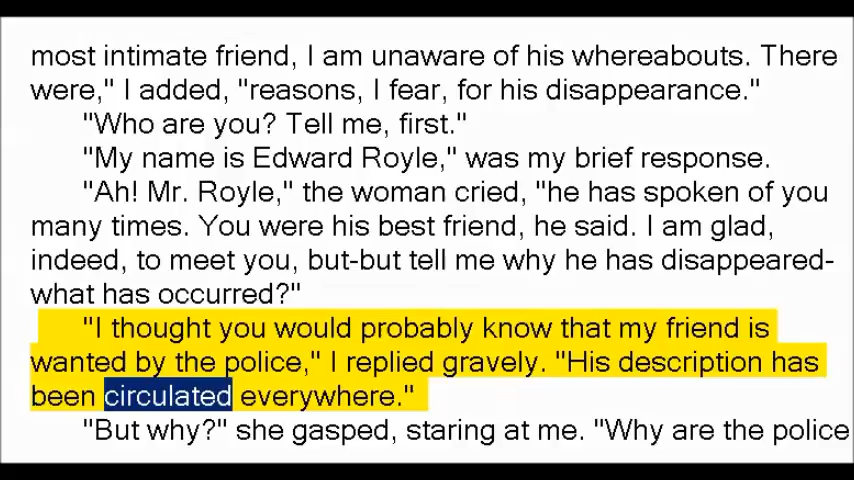 most intimate friend, I am unaware of his whereabouts. There
were," I added, "reasons, I fear, for his disappearance."
"Who are you? Tell me, first."
"My name is Edward Royle," was my brief response.
"Ah! Mr. Royle," the woman cried, "he has spoken of you
many times. You were his best friend, he said. I am glad,
indeed, to meet you, but-but tell me why he has disappeared-
what has occurred?"
"I thought you would probably know that my friend is
wanted by the police," I replied gravely. "His description has
been circulated everywhere."
"But why?" she gasped, staring at me. "Why are the police